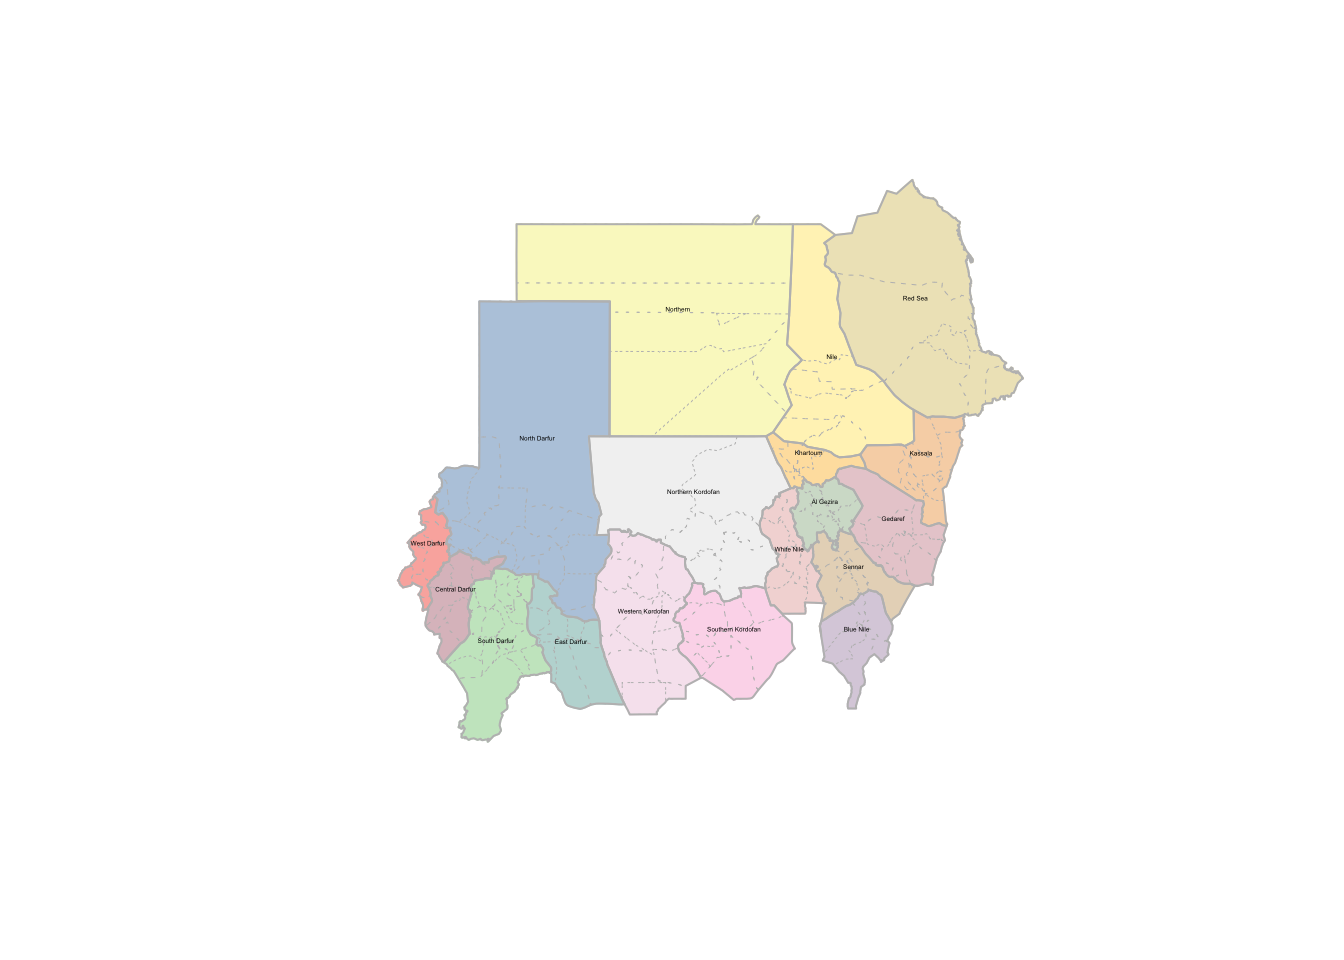 Red Sea
Northern
Nile
North Darfur
Khartoum
Kassala
Northern Kordofan
Al Gezira
Gedaref
West Darfur
White Nile
Sennar
Central Darfur
Western Kordofan
Southern Kordofan
Blue Nile
South Darfur
East Darfur